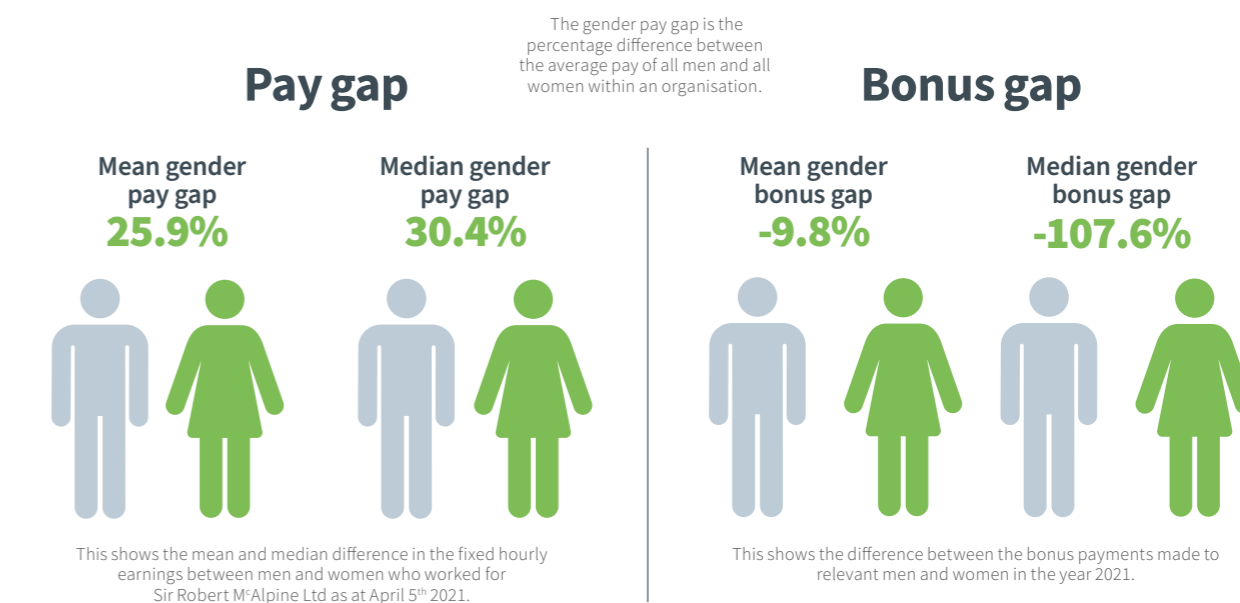 The gender pay gap is the
percentage difference between
the average pay of all men and all
women within an organisation.
Pay gap
Mean gender
pay gap
25.9%
Median gender
pay gap
30.4%
This shows the mean and median difference in the fixed hourly
earnings between men and women who worked for
Sir Robert McAlpine Ltd as at April 5th 2021.
Bonus gap
Mean gender
bonus gap
-9.8%
Median gender
bonus gap
-107.6%
This shows the difference between the bonus payments made to
relevant men and women in the year 2021.